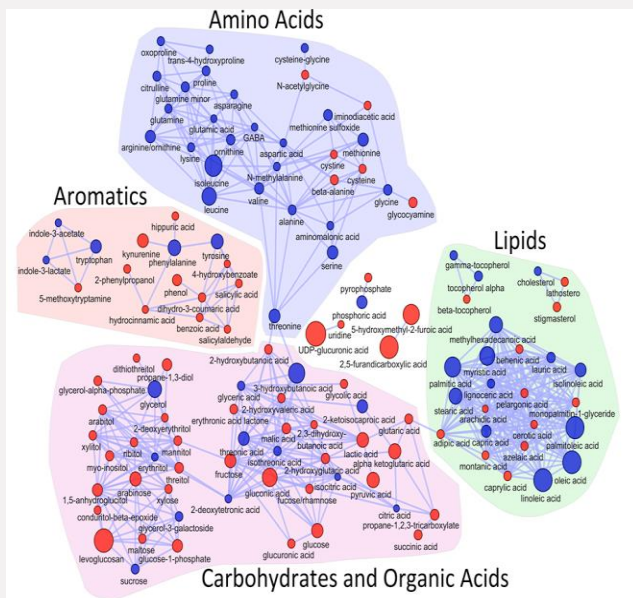 Amino Acids
oxoproline
trans-4-hydroxyproline
cysteine-glycine
proline
N-acetylglycine
citrulline
glutamine minor
asparagine
iminodiacetic acid
glutamine
methionine sulfoxide
glutamic acid
GABA
arginine/ornithine
ornithine
aspartic acid
methionine
lysine
cystine
isoleucine
N-methylalanine
cysteine
beta-alanine
valine
glycine
leucine
alanine
glycocyamine
aminomalonic acid
serine
threonine
Aromatics
hippuric acid
indole-3-acetate
kynurenine
tyrosine
tryptophan
phenylalanine
indole-3-lactate
2-phenylpropanol
4-hydroxybenzoate
phenol
salicylic acid
5-methoxytryptamine
dihydro-3-coumaric acid
hydrocinnamic acid
benzoic acid
salicylaldehyde
pyrophosphate
phosphoric acid
uridine
5-hydroxymethyl-2-furoic acid
UDP-glucuronic acid
2,5-furandicarboxylic acid
Lipids
gamma-tocopherol
cholesterol
tocopherol alpha
lathostero
beta-tocopherol
stigmasterol
methylhexadecanoic acid
behenic acid
myrissic acid
lauric acid
isolinoleic acid
palmitic acid
lignocenic acid
pelargonic acid
stearic acid
monopalmitin-1-glyceride
arachidic acid
cerotic acid
adipic acid
capric acid
palmitoleic acid
azelaic acid
montanic acid
oleic acid
caprylic acid
linoleic acid
2-hydroxybutanoic acid
dithiothreitol
propane-1,3-diol
3-hydroxybutanoic acid
glycerol-alpha-phosphate
glyceric acid
glycolic acid
glycerol
2-hydroxyvaleric acid
arabitol
2-deoxyerythritol
erythronic acid lactone
2-ketoisocaproic acid
glutaric acid
xylitol
ribitol
mannitol
malic acid
2,3-dihydroxy-
butanoic acid
threonic acid
lactic acid
myo-inositol
erythritol
isothreonic acid
alpha ketoglutaric acid
threitol
fructose
2-hydroxyglutaric acid
1,5-anhydroglucitol
arabinose
xylose
gluconic acid
isocitric acid
pyruvic acid
fucose/rhamnose
conduritol-beta-epoxide
2-deoxytetronic acid
citric acid
glycerol-3-galactoside
propane-1,2,3-tricarboxylate
maltose
glucose
levoglucosan
glucose-1-phosphate
succinic acid
glucuronic acid
sucrose
Carbohydrates and Organic Acids